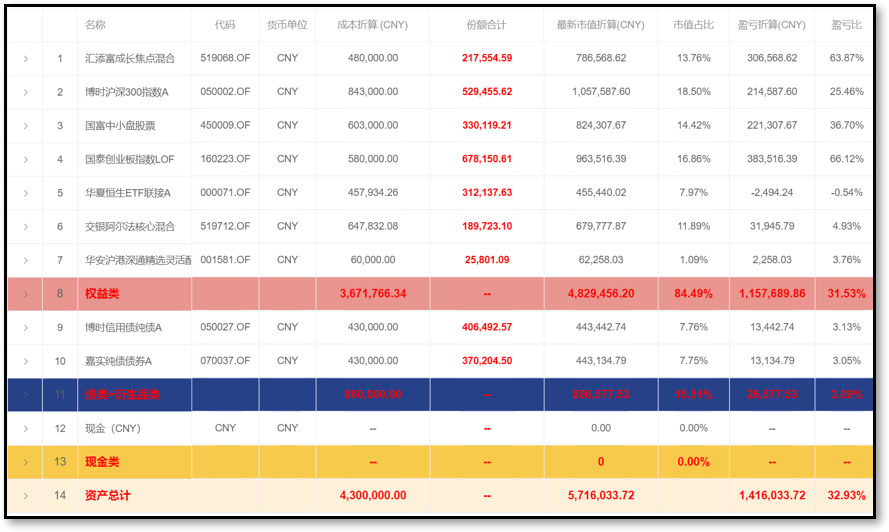 名称 代码 货币单位 成本折算 (CNY) 份额合计 最新市值折算(CNY) 市值占比 盈亏折算(CNY) 盈亏比
1 汇添富成长焦点混合 519068.OF CNY 480,000.00 217,554.59 786,568.62 13.76% 306,568.62 63.87%
2 博时沪深300指数A 050002.OF CNY 843,000.00 529,455.62 1,057,587.60 18.50% 214,587.60 25.46%
3 国富中小盘股票 450009.OF CNY 603,000.00 330,119.21 824,307.67 14.42% 221,307.67 36.70%
4 国泰创业板指数LOF 160223.OF CNY 580,000.00 678,150.61 963,516.39 16.86% 383,516.39 66.12%
5 华夏恒生ETF联接A 000071.OF CNY 457,934.26 312,137.63 455,440.02 7.97% -2,494.24 -0.54%
6 交银阿尔法核心混合 519712.OF CNY 647,832.08 189,723.10 679,777.87 11.89% 31,945.79 4.93%
7 华安沪港深通精选灵活配 001581.OF CNY 60,000.00 25,801.09 62,258.03 1.09% 2,258.03 3.76%
8 权益类 3,671,766.34 -- 4,829,456.20 84.49% 1,157,689.86 31.53%
9 博时信用债纯债A 050027.OF CNY 430,000.00 406,492.57 443,442.74 7.76% 13,442.74 3.13%
10 嘉实纯债债券A 070037.OF CNY 430,000.00 370,204.50 443,134.79 7.75% 13,134.79 3.05%
11 债类+衍生品类 860,000.00 -- 886,577.53 15.51% 26,577.53 3.09%
12 现金（CNY） CNY CNY -- -- 0.00 0.00% -- --
13 现金类 -- -- 0 0.00% -- --
14 资产总计 4,300,000.00 -- 5,716,033.72 1,416,033.72 32.93%